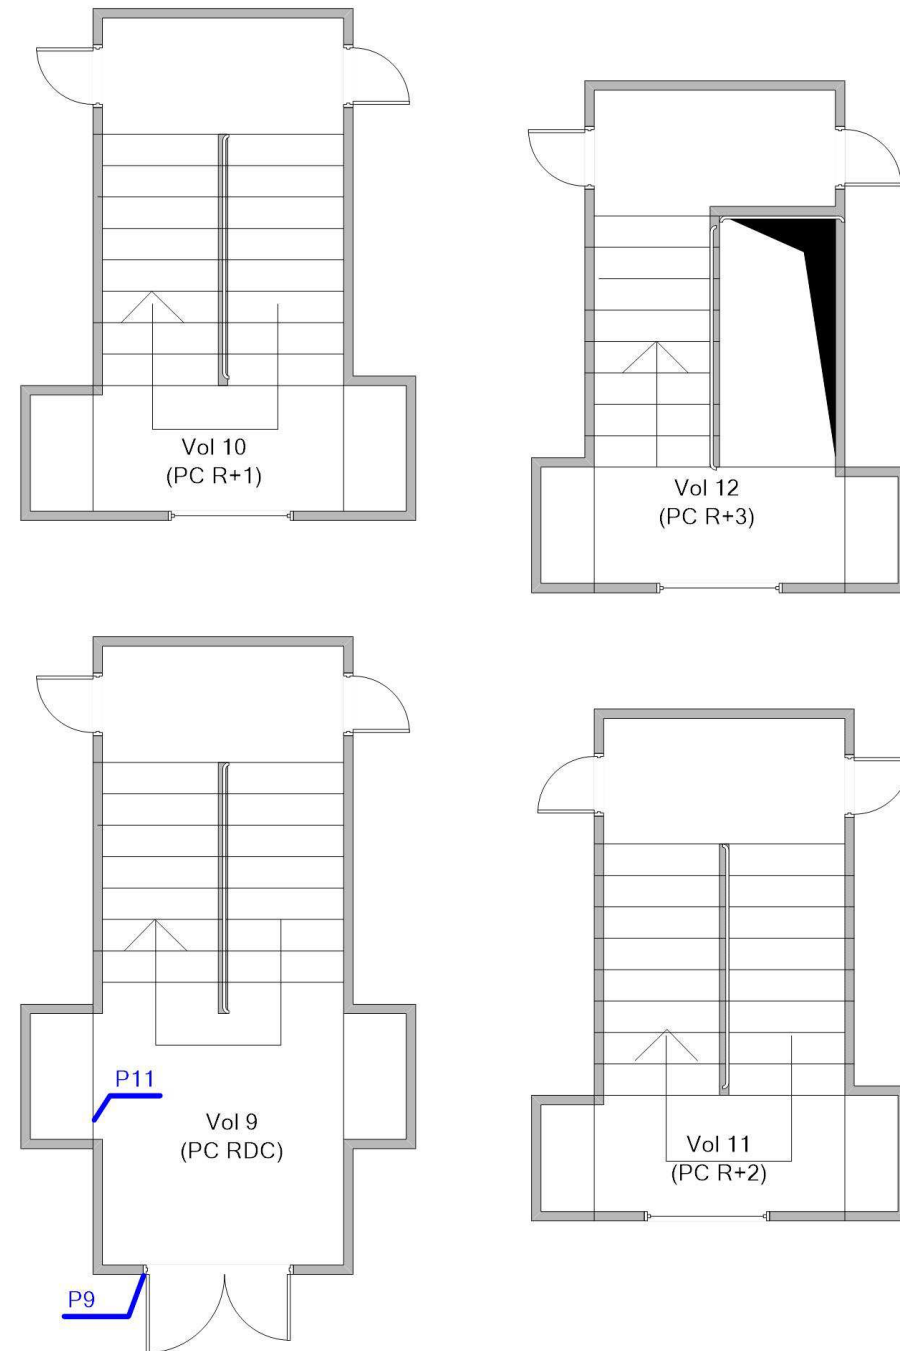 Vol 10
(PC R+1)
Vol 12
(PC R+3)
P11
Vol 9
(PC RDC)
Vol 11
(PC R+2)
P9